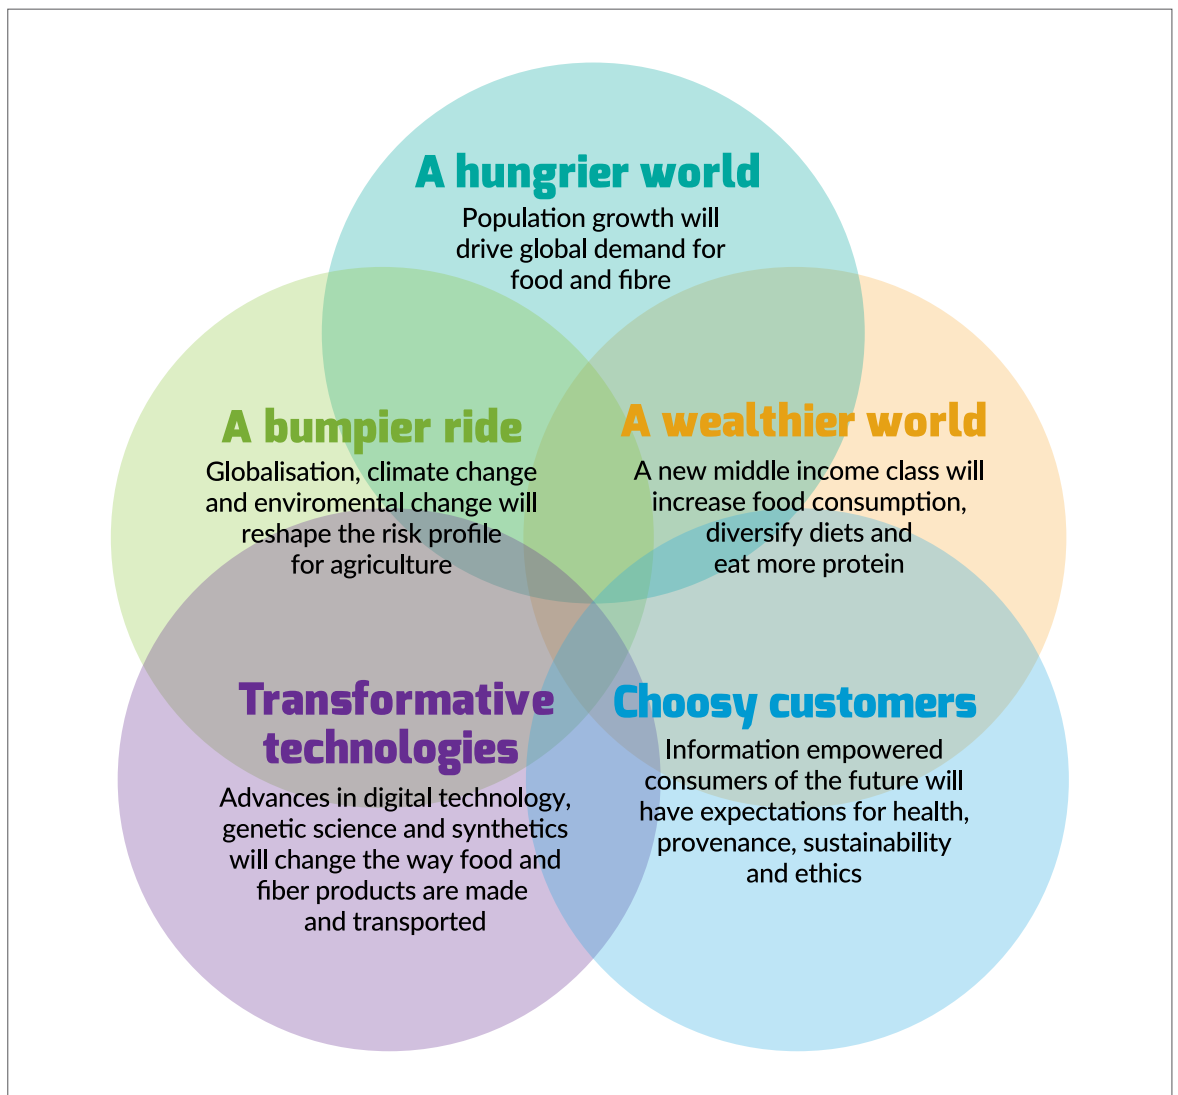 A hungrier world
Population growth will
drive global demand for
food and fibre
A bumpier ride
Globalisation, climate change
and enviromental change will
reshape the risk profile
for agriculture
A wealthier world
A new middle income class will
increase food consumption,
diversify diets and
eat more protein
Transformative
technologies
Advances in digital technology,
genetic science and synthetics
will change the way food and
fiber products are made
and transported
Choosy customers
Information empowered
consumers of the future will
have expectations for health,
provenance, sustainability
and ethics